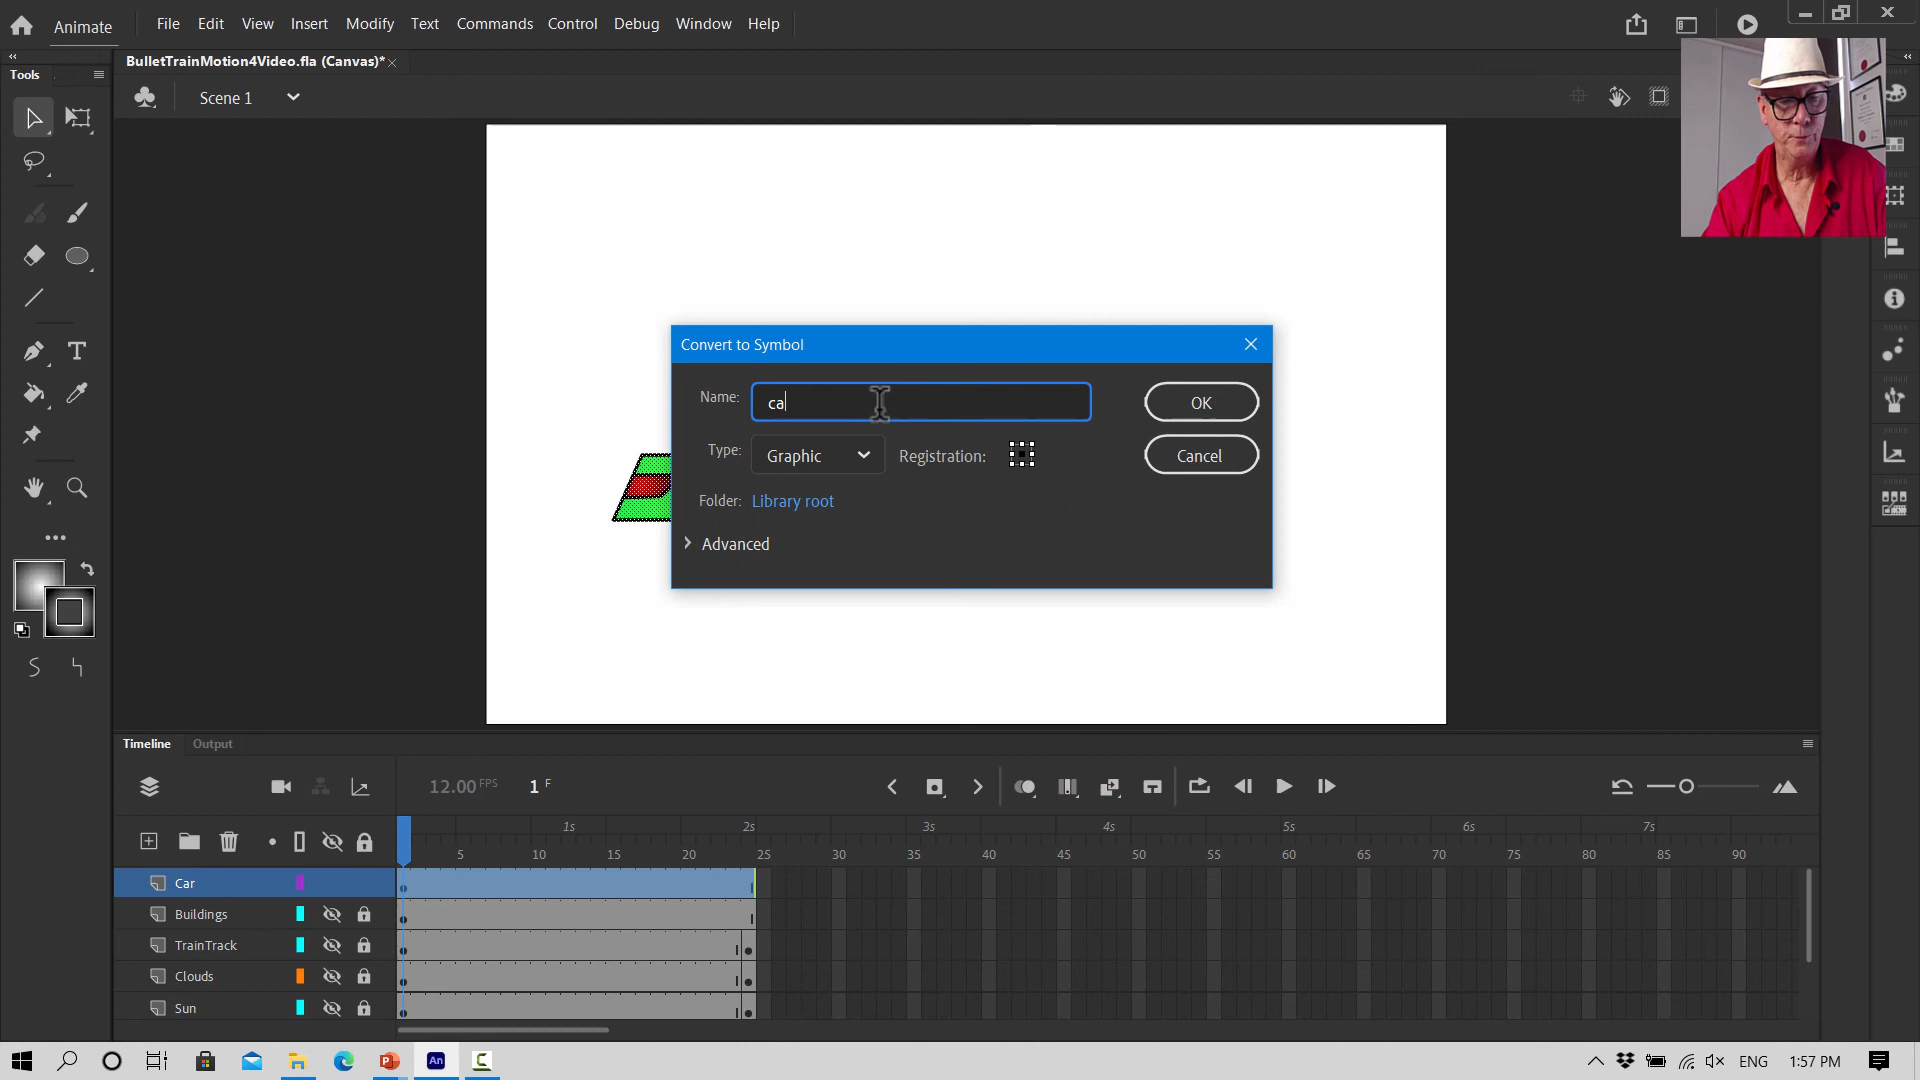 Animate File Edit View Insert Modify Text Commands Control Debug Window Help
Tools
BulletTrainMotion4Video.fla (Canvas)*
Scene 1
Convert to Symbol
Name: ca
OK
Type: Graphic Registration:
Cancel
Folder: Library root
Advanced
Timeline Output
12.00 FPS 1 F
1s 2s 3s 4s 5s 6s 7s
5 10 15 20 25 30 35 40 45 50 55 60 65 70 75 80 85 90
Car
Buildings
TrainTrack
Clouds
Sun
An
ENG 1:57 PM